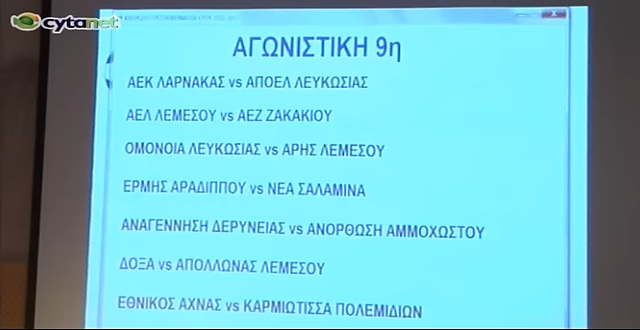 cytanet
ΑΓΩΝΙΣΤΙΚΗ 9η
ΑΕΚ ΛΑΡΝΑΚΑΣ vs ΑΠΟΕΛ ΛΕΥΚΩΣΙΑΣ
ΑΕΛ ΛΕΜΕΣΟΥ vs ΑΕΖ ΖΑΚΑΚΙΟΥ
ΟΜΟΝΟΙΑ ΛΕΥΚΩΣΙΑΣ vs ΑΡΗΣ ΛΕΜΕΣΟΥ
ΕΡΜΗΣ ΑΡΑΔΙΠΠΟΥ vs ΝΕΑ ΣΑΛΑΜΙΝΑ
ΑΝΑΓΕΝΝΗΣΗ ΔΕΡΥΝΕΙΑΣ vs ΑΝΟΡΘΩΣΗ ΑΜΜΟΧΩΣΤΟΥ
ΔΟΞΑ vs ΑΠΟΛΛΩΝΑΣ ΛΕΜΕΣΟΥ
ΕΘΝΙΚΟΣ ΑΧΝΑΣ vs ΚΑΡΜΙΩΤΙΣΣΑ ΠΟΛΕΜΙΔΙΩΝ